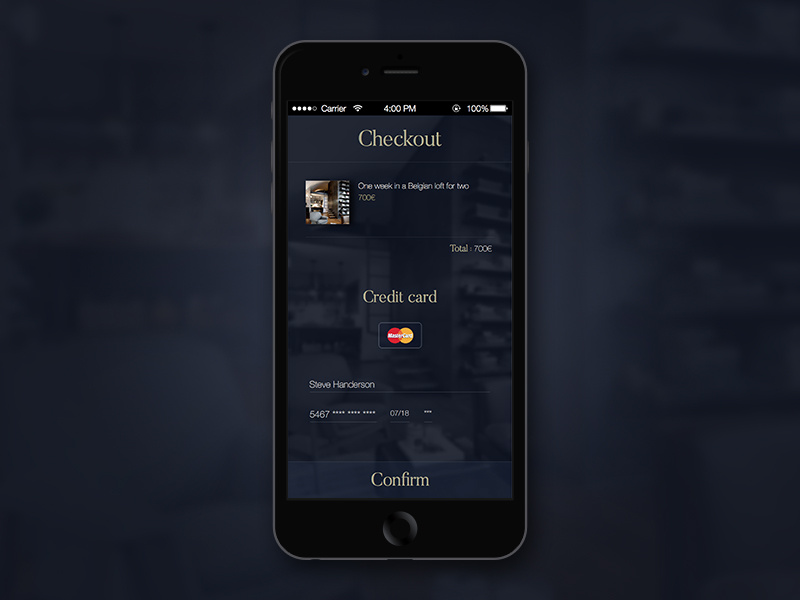 Carrier 4:00 PM 100%
Checkout
One week in a Belgian loft for two
700€
Total : 700€
Credit card
MasterCard
Steve Handerson
5467 **** **** **** 07/18 ***
Confirm